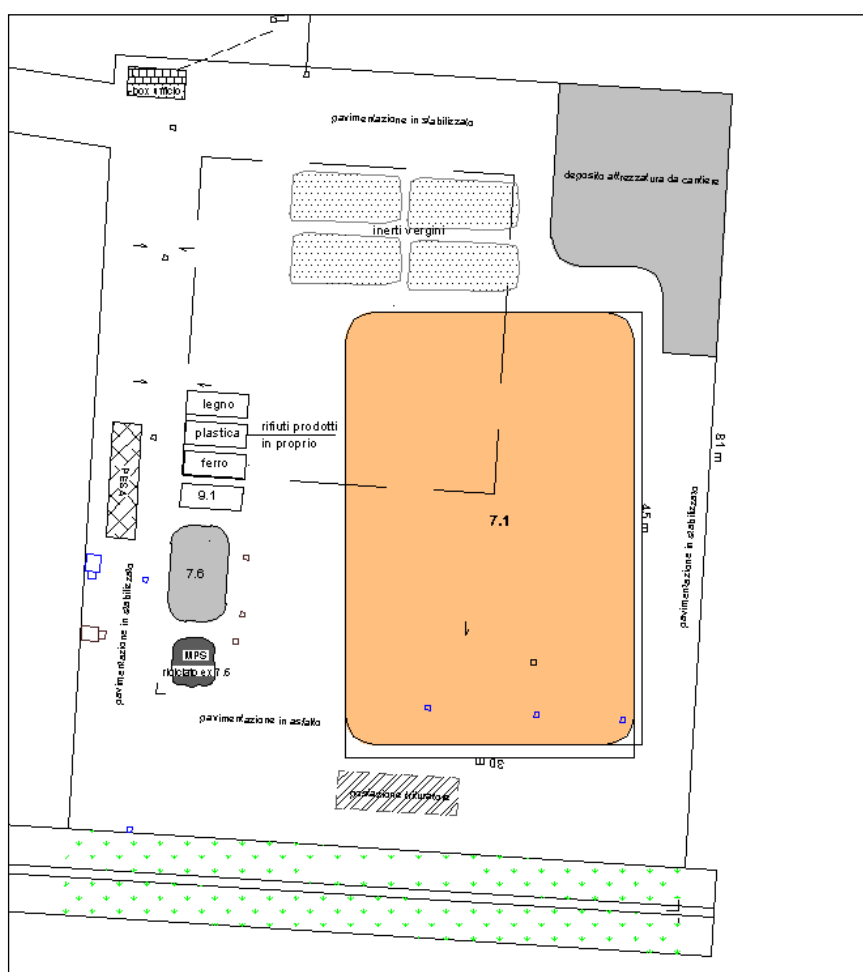 box ufficio
pavimentazione in stabilizzato
deposito attrezzatura da cantiere
inerti vergini
legno
plastica
ferro
9.1
rifiuti prodotti
in proprio
PESA
7.6
MPS
riciclato ex 7.6
pavimentazione in stabilizzato
pavimentazione in asfalto
7.1
45 m
30 m
81 m
pavimentazione in stabilizzato
postazione trituratore